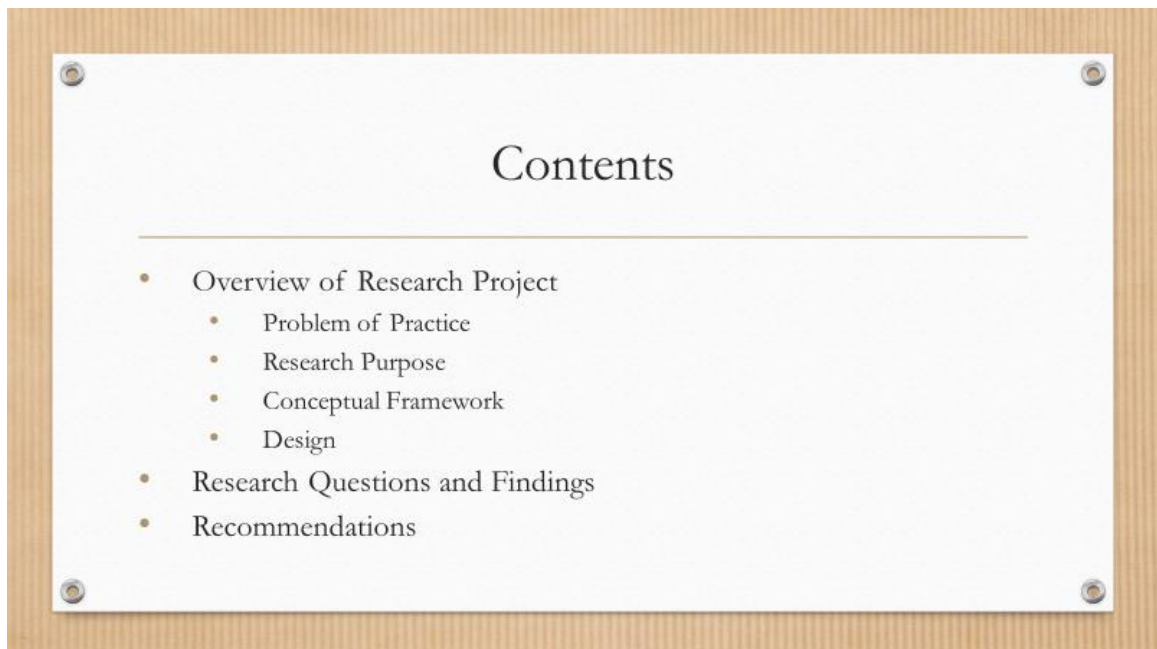 Contents
• Overview of Research Project
• Problem of Practice
• Research Purpose
• Conceptual Framework
• Design
• Research Questions and Findings
• Recommendations